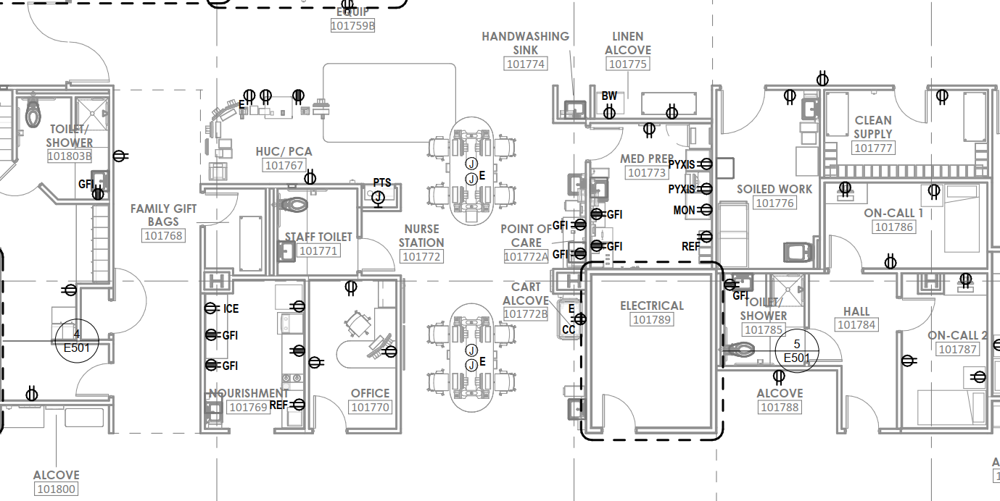 EQUIP
101759B
HANDWASHING
SINK
101774
LINEN
ALCOVE
101775
BW
E
TOILET/
SHOWER
101803B
GFI
HUC/ PCA
101767
PTS
J
J
J
E
MED PREP
101773
PYXIS
PYXIS
MON
REF
CLEAN
SUPPLY
101777
SOILED WORK
101776
ON-CALL 1
101786
FAMILY GIFT
BAGS
101768
STAFF TOILET
101771
NURSE
STATION
101772
POINT OF
CARE
101772A
GFI
GFI
GFI
GFI
CART
ALCOVE
101772B
E
CC
ELECTRICAL
101789
GFI
TOILET/
SHOWER
101785
HALL
101784
ON-CALL 2
101787
ICE
GFI
GFI
4
E501
J
J
E
5
E501
NOURISHMENT
101769
REF
OFFICE
101770
ALCOVE
101788
ALCOVE
101800
A
1